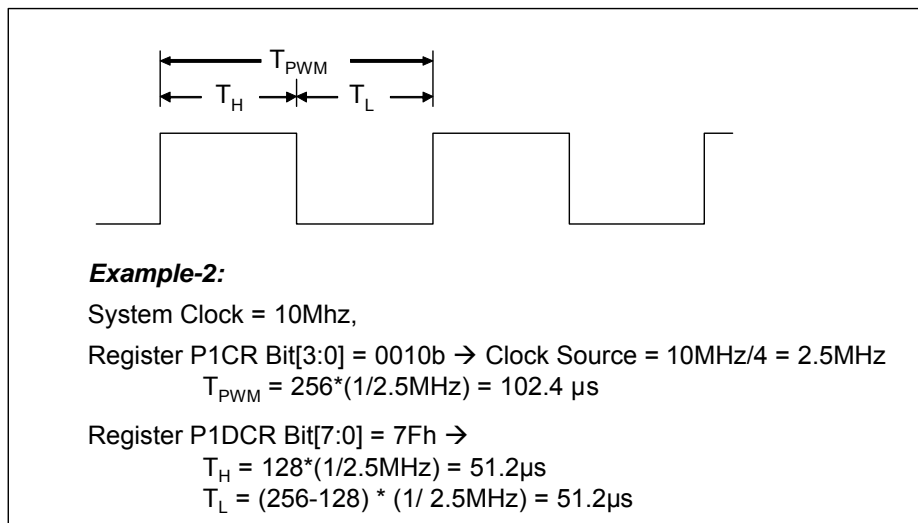 T_PWM
T_H T_L
Example-2:
System Clock = 10Mhz,
Register P1CR Bit[3:0] = 0010b → Clock Source = 10MHz/4 = 2.5MHz
T_PWM = 256*(1/2.5MHz) = 102.4 μs
Register P1DCR Bit[7:0] = 7Fh →
T_H = 128*(1/2.5MHz) = 51.2μs
T_L = (256-128) * (1/ 2.5MHz) = 51.2μs